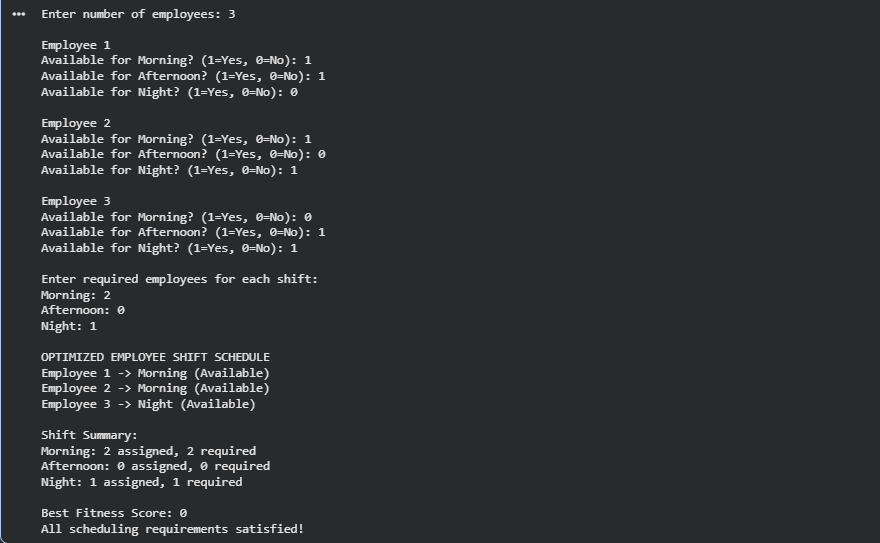 Enter number of employees: 3
Employee 1
Available for Morning? (1=Yes, 0=No): 1
Available for Afternoon? (1=Yes, 0=No): 1
Available for Night? (1=Yes, 0=No): 0
Employee 2
Available for Morning? (1=Yes, 0=No): 1
Available for Afternoon? (1=Yes, 0=No): 0
Available for Night? (1=Yes, 0=No): 1
Employee 3
Available for Morning? (1=Yes, 0=No): 0
Available for Afternoon? (1=Yes, 0=No): 1
Available for Night? (1=Yes, 0=No): 1
Enter required employees for each shift:
Morning: 2
Afternoon: 0
Night: 1
OPTIMIZED EMPLOYEE SHIFT SCHEDULE
Employee 1 -> Morning (Available)
Employee 2 -> Morning (Available)
Employee 3 -> Night (Available)
Shift Summary:
Morning: 2 assigned, 2 required
Afternoon: 0 assigned, 0 required
Night: 1 assigned, 1 required
Best Fitness Score: 0
All scheduling requirements satisfied!